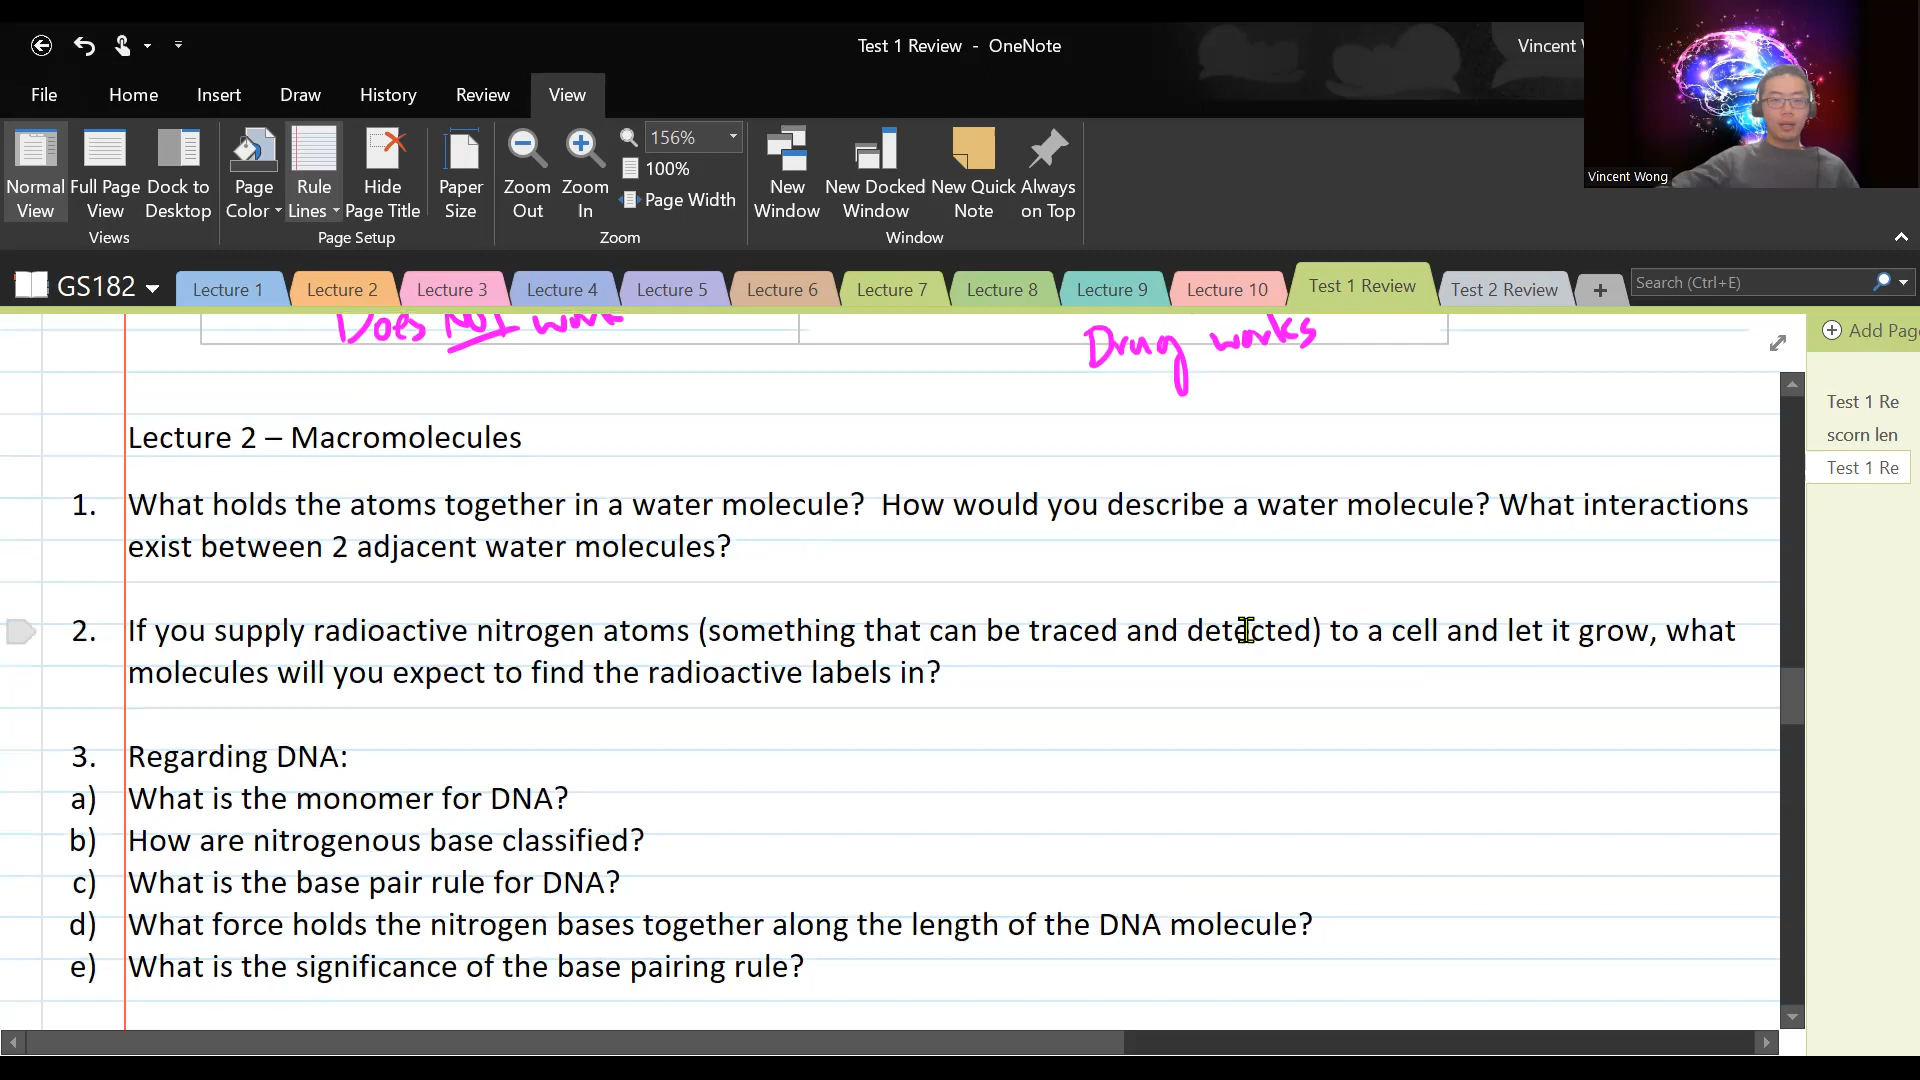 Test 1 Review - OneNote
Vincent
File Home Insert Draw History Review View
Normal View
Full Page View
Dock to Desktop
Views
Page Color
Rule Lines
Hide Page Title
Paper Size
Page Setup
Zoom Out
Zoom In
156%
100%
Page Width
Zoom
New Window
New Docked Window
New Quick Note
Always on Top
Window
Vincent Wong
GS182
Lecture 1 Lecture 2 Lecture 3 Lecture 4 Lecture 5 Lecture 6 Lecture 7 Lecture 8 Lecture 9 Lecture 10 Test 1 Review Test 2 Review +
Search (Ctrl+E)
Add Pag
Test 1 Re
scorn len
Test 1 Re
Does NOT work
Drug works
Lecture 2 – Macromolecules
1. What holds the atoms together in a water molecule? How would you describe a water molecule? What interactions
exist between 2 adjacent water molecules?
2. If you supply radioactive nitrogen atoms (something that can be traced and detected) to a cell and let it grow, what
molecules will you expect to find the radioactive labels in?
3. Regarding DNA:
a) What is the monomer for DNA?
b) How are nitrogenous base classified?
c) What is the base pair rule for DNA?
d) What force holds the nitrogen bases together along the length of the DNA molecule?
e) What is the significance of the base pairing rule?